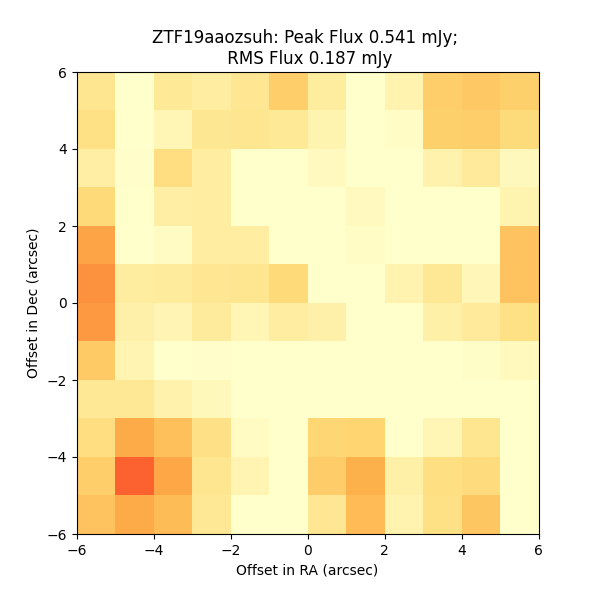 ZTF19aaozsuh: Peak Flux 0.541 mJy;
RMS Flux 0.187 mJy
6
4
2
0
−2
−4
−6
Offset in Dec (arcsec)
−6 −4 −2 0 2 4 6
Offset in RA (arcsec)